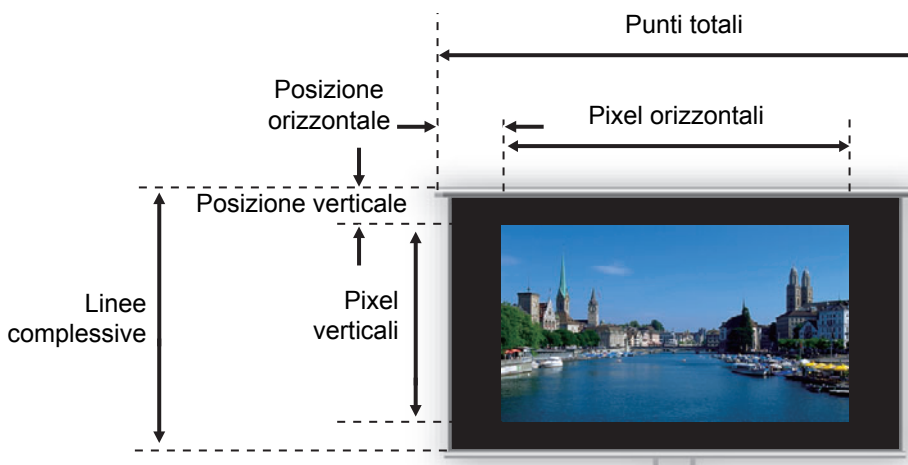 Punti totali
Posizione
orizzontale
Pixel orizzontali
Posizione verticale
Linee
complessive
Pixel
verticali